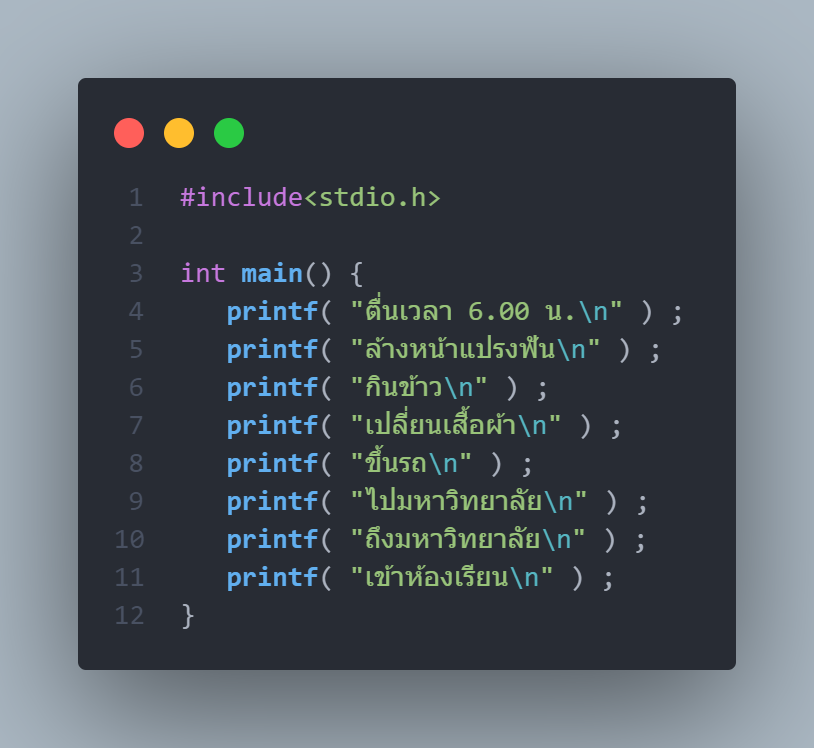 1 #include<stdio.h>
2
3 int main() {
4 printf( "ตื่นเวลา 6.00 น.\n" ) ;
5 printf( "ล้างหน้าแปรงฟัน\n" ) ;
6 printf( "กินข้าว\n" ) ;
7 printf( "เปลี่ยนเสื้อผ้า\n" ) ;
8 printf( "ขึ้นรถ\n" ) ;
9 printf( "ไปมหาวิทยาลัย\n" ) ;
10 printf( "ถึงมหาวิทยาลัย\n" ) ;
11 printf( "เข้าห้องเรียน\n" ) ;
12 }